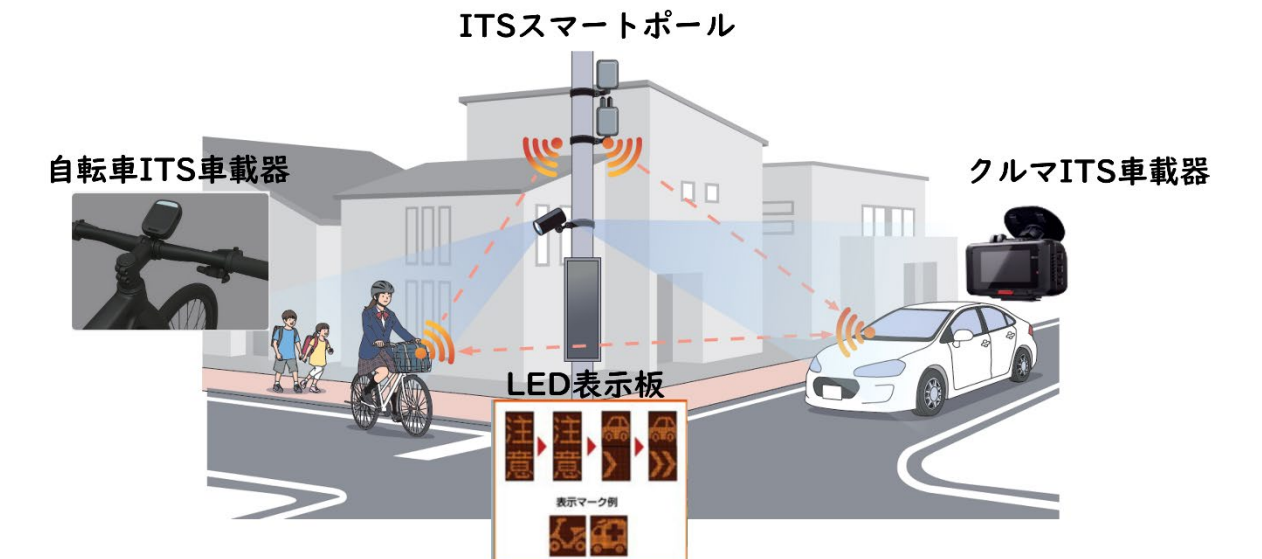 ITSスマートポール
自転車ITS車載器
クルマITS車載器
LED表示板
注意
注意
表示マーク例